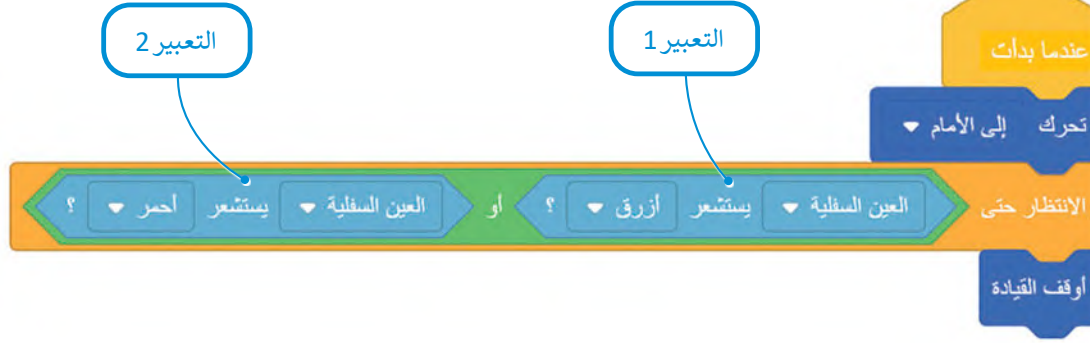 التعبير 1
التعبير 2
عندما بدأت
تحرك إلى الأمام
الانتظار حتى العين السفلية يستشعر أزرق ؟ أو العين السفلية يستشعر أحمر ؟
أوقف القيادة